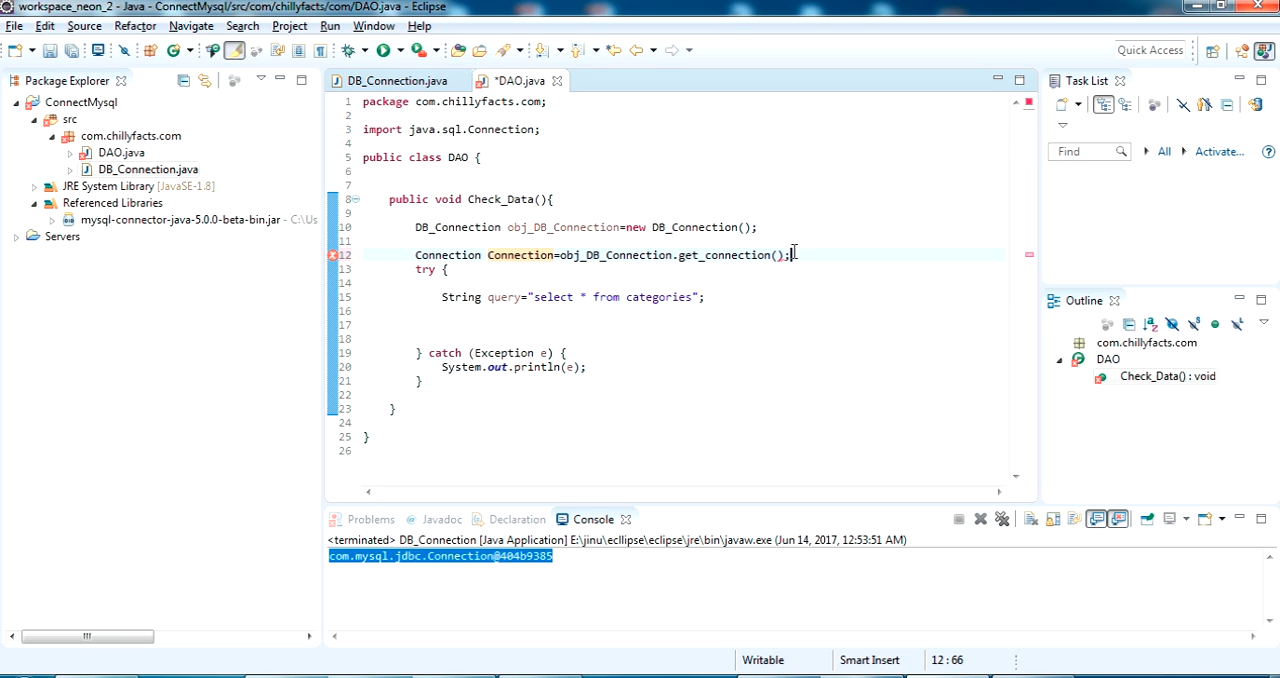 workspace_neon_2 - Java - ConnectMysql/src/com/chillyfacts/com/DAO.java - Eclipse
File Edit Source Refactor Navigate Search Project Run Window Help
Quick Access
Package Explorer
ConnectMysql
src
com.chillyfacts.com
DAO.java
DB_Connection.java
JRE System Library [JavaSE-1.8]
Referenced Libraries
mysql-connector-java-5.0.0-beta-bin.jar - C:\Us
Servers
DB_Connection.java *DAO.java
1 package com.chillyfacts.com;
2
3 import java.sql.Connection;
4
5 public class DAO {
6
7
8 public void Check_Data(){
9
10 DB_Connection obj_DB_Connection=new DB_Connection();
11
12 Connection Connection=obj_DB_Connection.get_connection();
13 try {
14
15 String query="select * from categories";
16
17
18
19 } catch (Exception e) {
20 System.out.println(e);
21 }
22
23 }
24
25 }
26
Task List
Find All Activate...
Outline
com.chillyfacts.com
DAO
Check_Data() : void
Problems Javadoc Declaration Console
<terminated> DB_Connection [Java Application] E:\jinu\ecllipse\eclipse\jre\bin\javaw.exe (Jun 14, 2017, 12:53:51 AM)
com.mysql.jdbc.Connection@404b9385
Writable Smart Insert 12 : 66